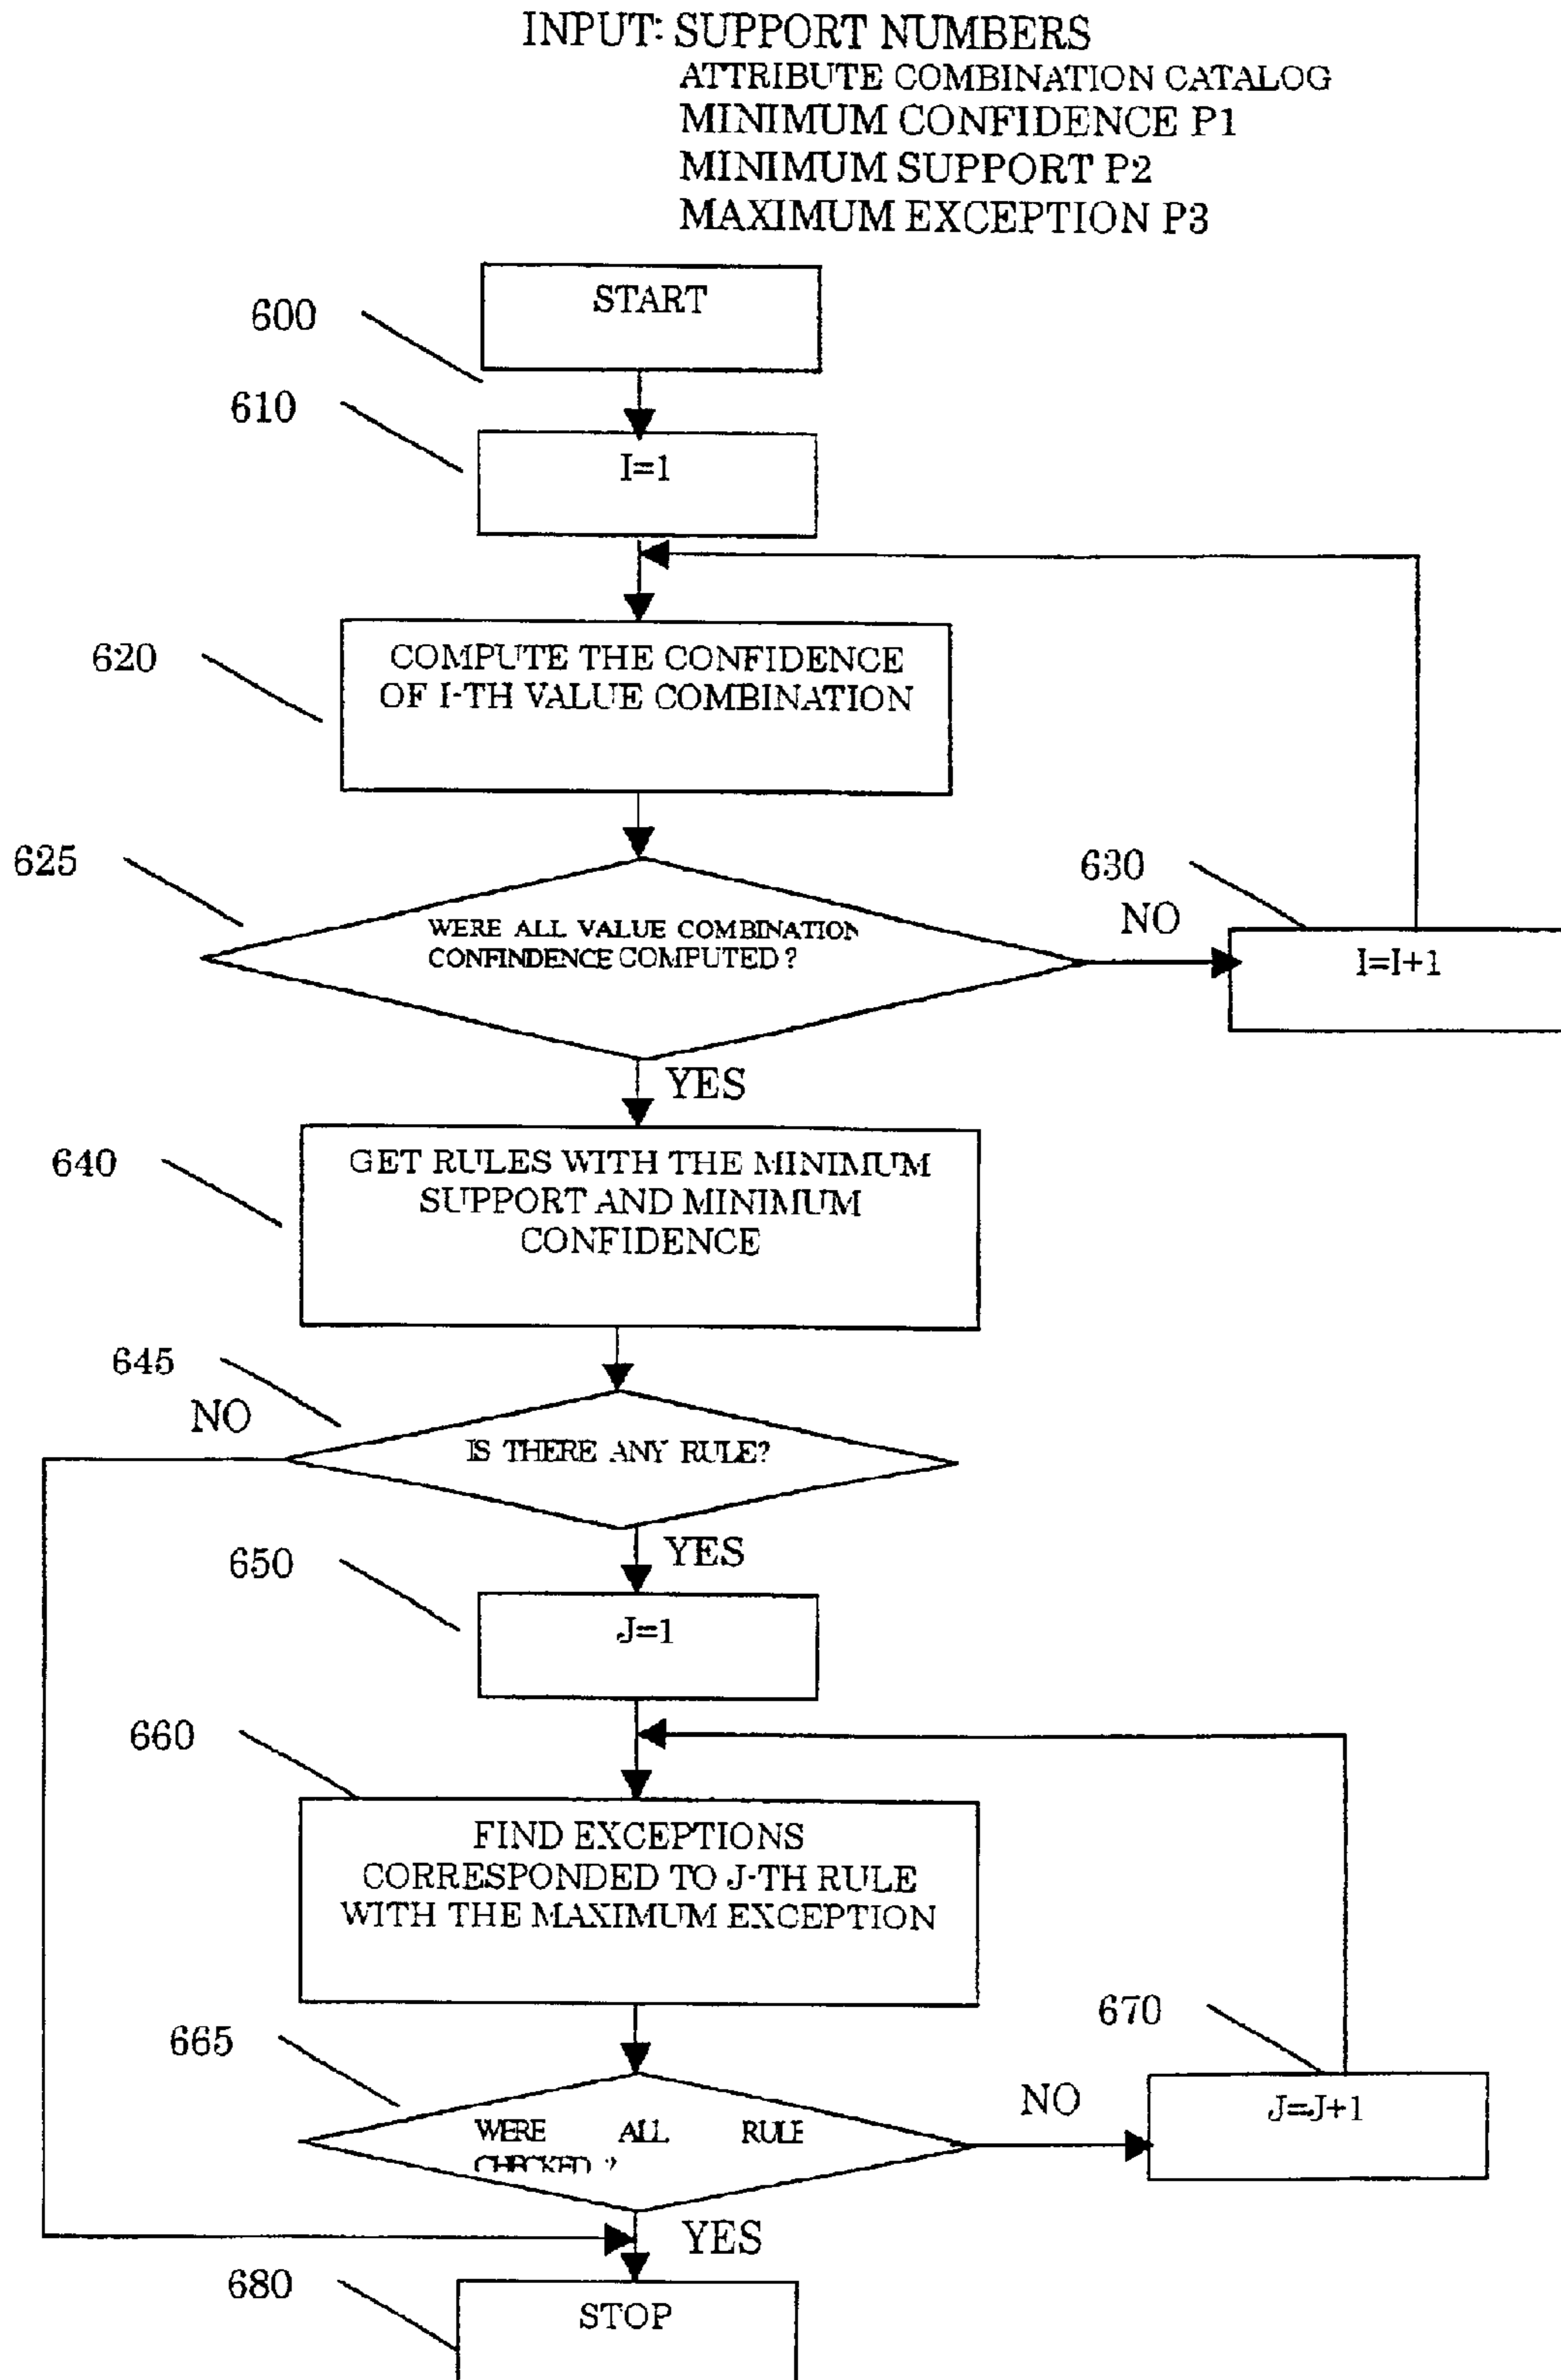 INPUT: SUPPORT NUMBERS
ATTRIBUTE COMBINATION CATALOG
MINIMUM CONFIDENCE P1
MINIMUM SUPPORT P2
MAXIMUM EXCEPTION P3
600
START
610
I=1
620
COMPUTE THE CONFIDENCE
OF I-TH VALUE COMBINATION
625
WERE ALL VALUE COMBINATION
CONFINDENCE COMPUTED?
630
NO
I=I+1
YES
640
GET RULES WITH THE MINIMUM
SUPPORT AND MINIMUM
CONFIDENCE
645
NO
IS THERE ANY RULE?
YES
650
J=1
660
FIND EXCEPTIONS
CORRESPONDED TO J-TH RULE
WITH THE MAXIMUM EXCEPTION
665
WERE ALL RULE
CHECKED ?
670
NO
J=J+1
YES
680
STOP